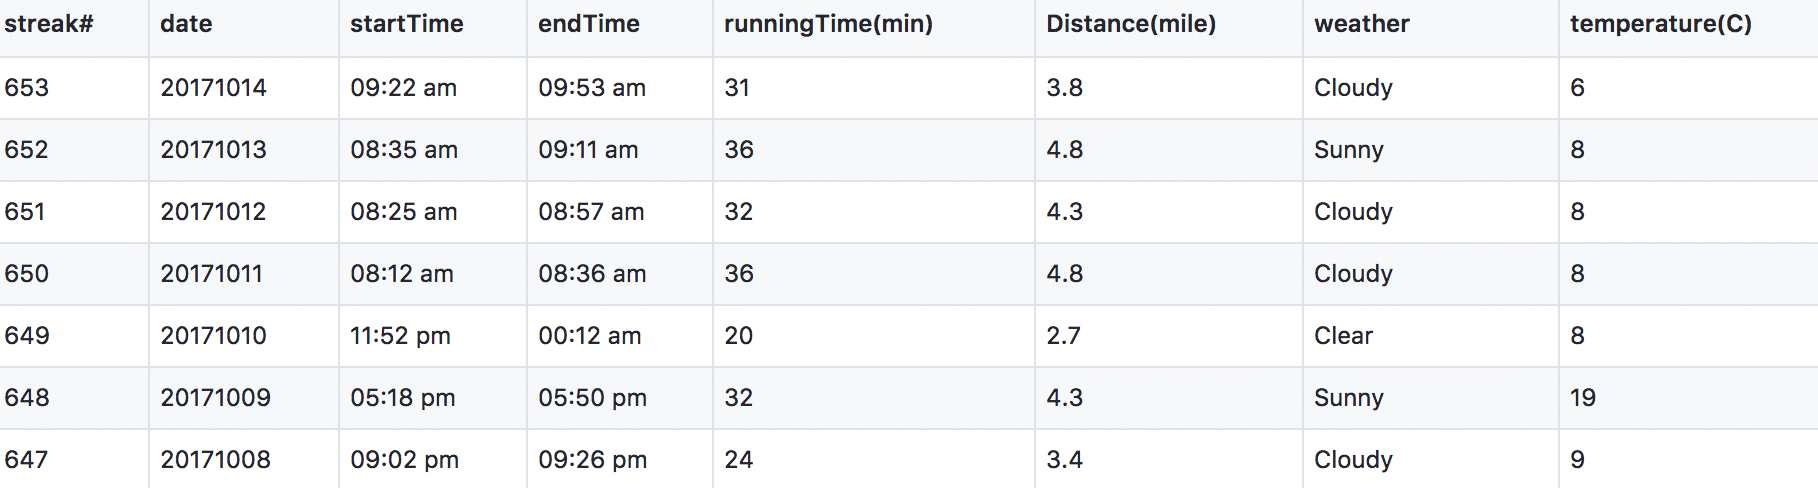 streak# date startTime endTime runningTime(min) Distance(mile) weather temperature(C)
653 20171014 09:22 am 09:53 am 31 3.8 Cloudy 6
652 20171013 08:35 am 09:11 am 36 4.8 Sunny 8
651 20171012 08:25 am 08:57 am 32 4.3 Cloudy 8
650 20171011 08:12 am 08:36 am 36 4.8 Cloudy 8
649 20171010 11:52 pm 00:12 am 20 2.7 Clear 8
648 20171009 05:18 pm 05:50 pm 32 4.3 Sunny 19
647 20171008 09:02 pm 09:26 pm 24 3.4 Cloudy 9